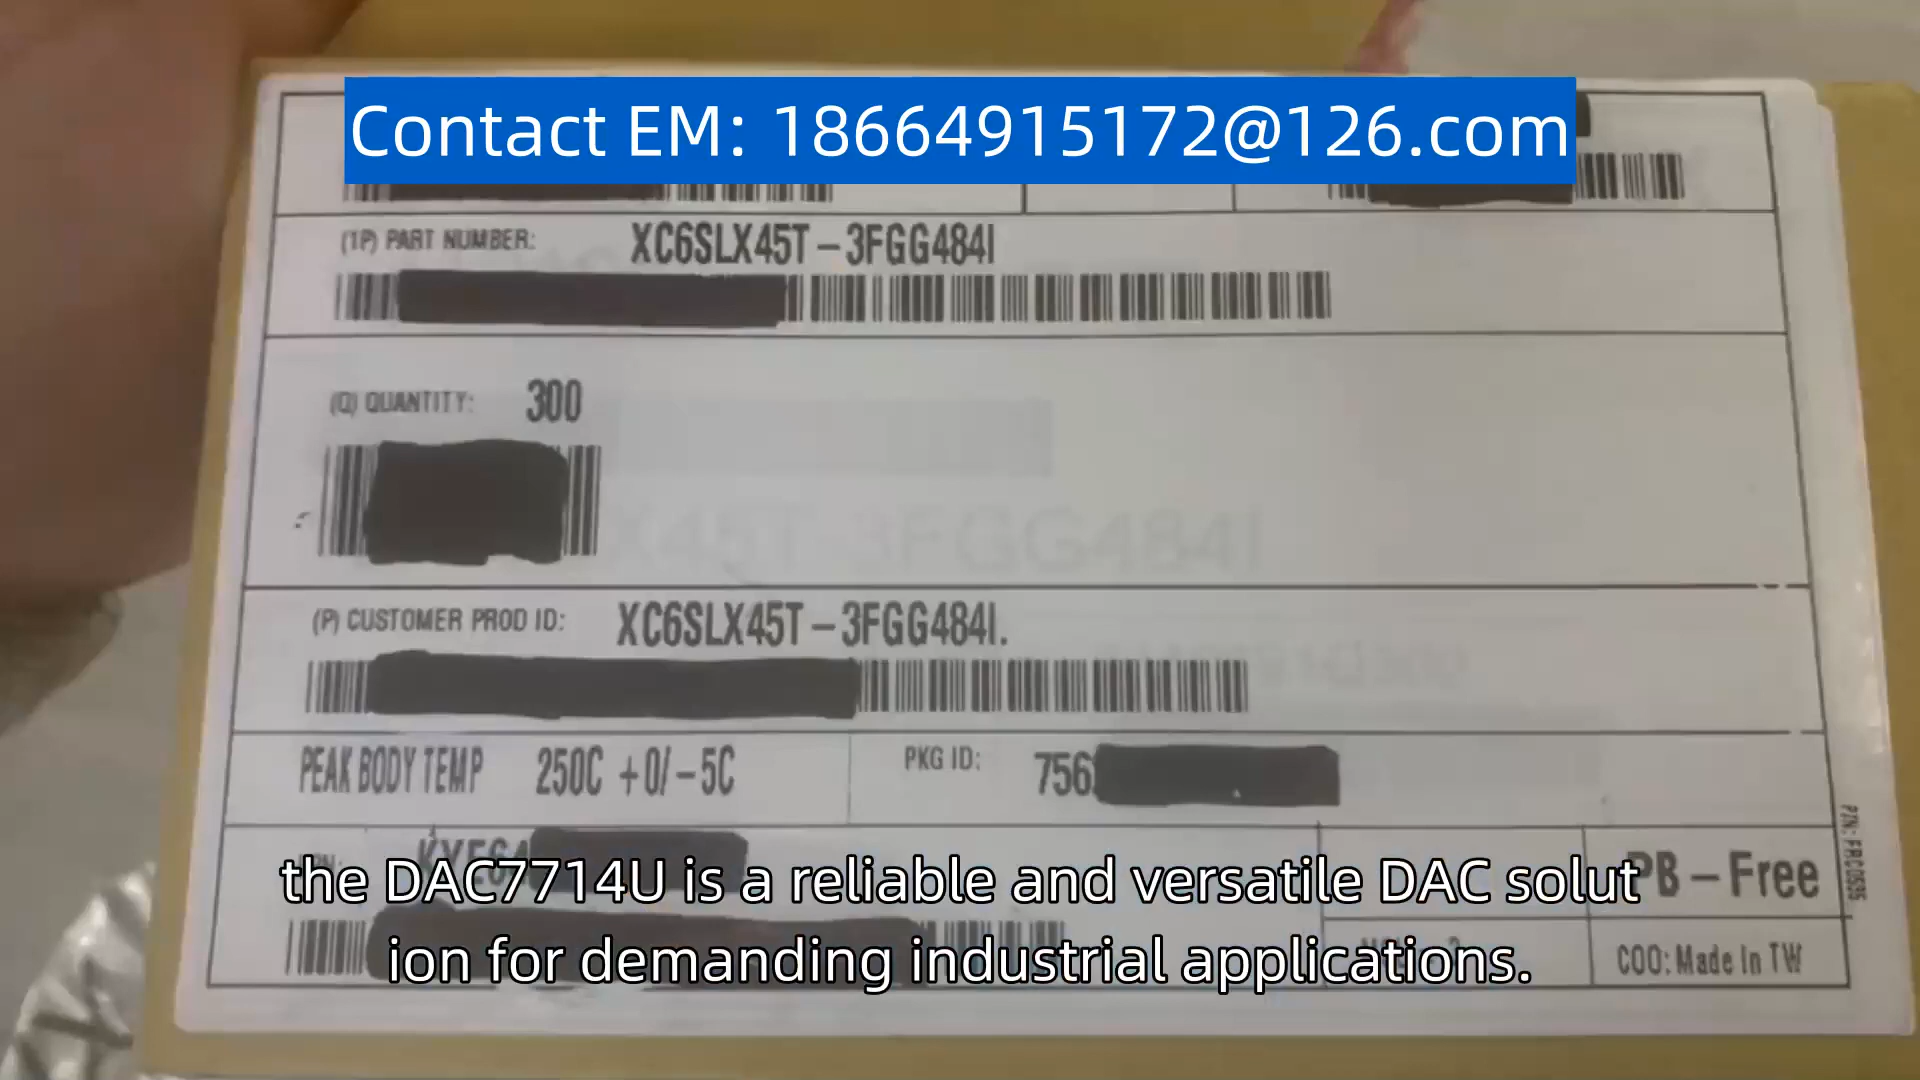 Contact EM: 18664915172@126.com
(1P) PART NUMBER: XC6SLX45T-3FGG484I
(Q) QUANTITY: 300
X45T-3FGG484I
(P) CUSTOMER PROD ID: XC6SLX45T-3FGG484I.
PEAK BODY TEMP 250C +0/-5C PKG ID: 756
PB-Free
the DAC7714U is a reliable and versatile DAC solut
ion for demanding industrial applications.
COO: Made In TW